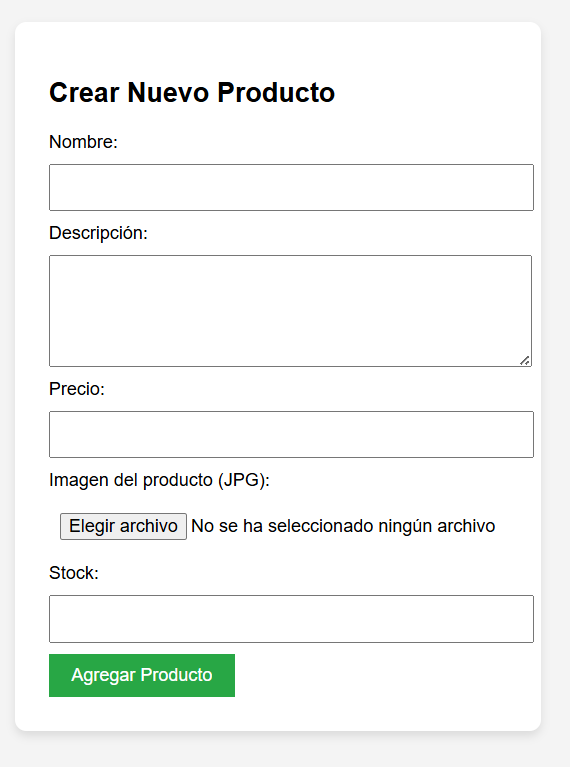 Crear Nuevo Producto
Nombre:
Descripción:
Precio:
Imagen del producto (JPG):
Elegir archivo No se ha seleccionado ningún archivo
Stock:
Agregar Producto